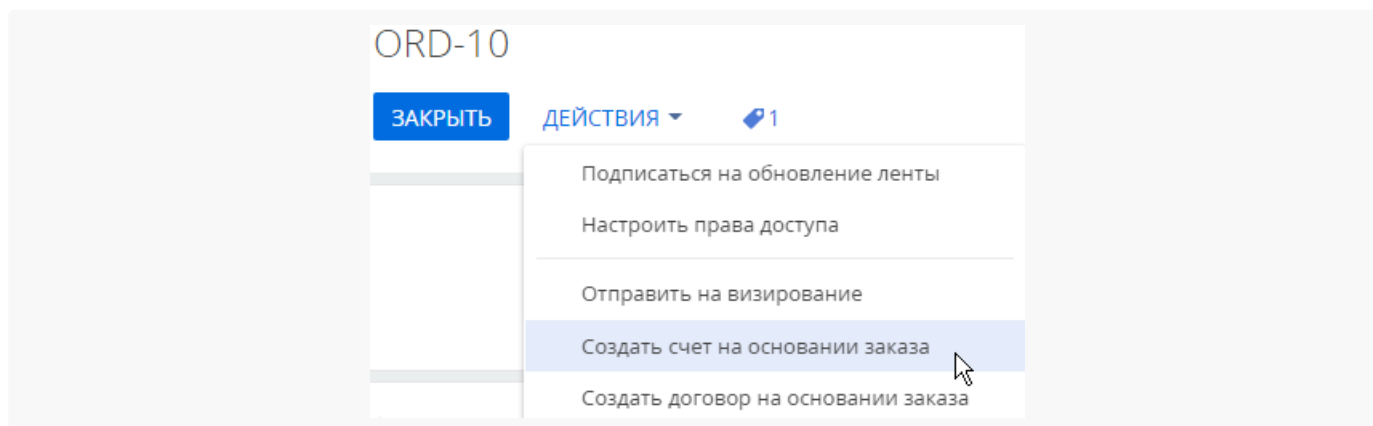 ORD-10
ЗАКРЫТЬ ДЕЙСТВИЯ 1
Подписаться на обновление ленты
Настроить права доступа
Отправить на визирование
Создать счет на основании заказа
Создать договор на основании заказа